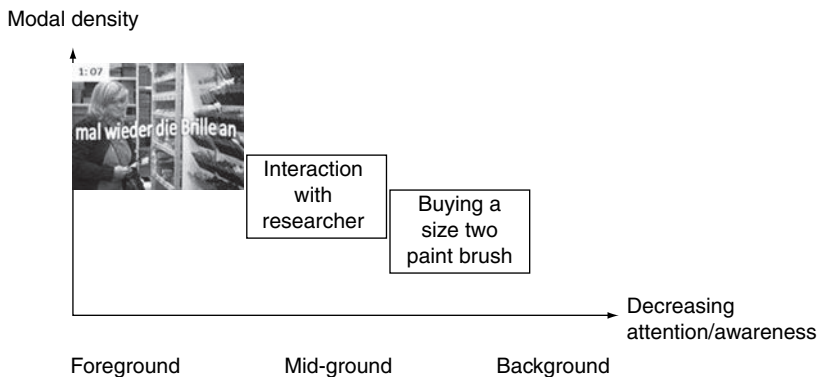 Modal density
1:07
mal wieder die Brille an
Interaction
with
researcher
Buying a
size two
paint brush
Decreasing
attention/awareness
Foreground Mid-ground Background